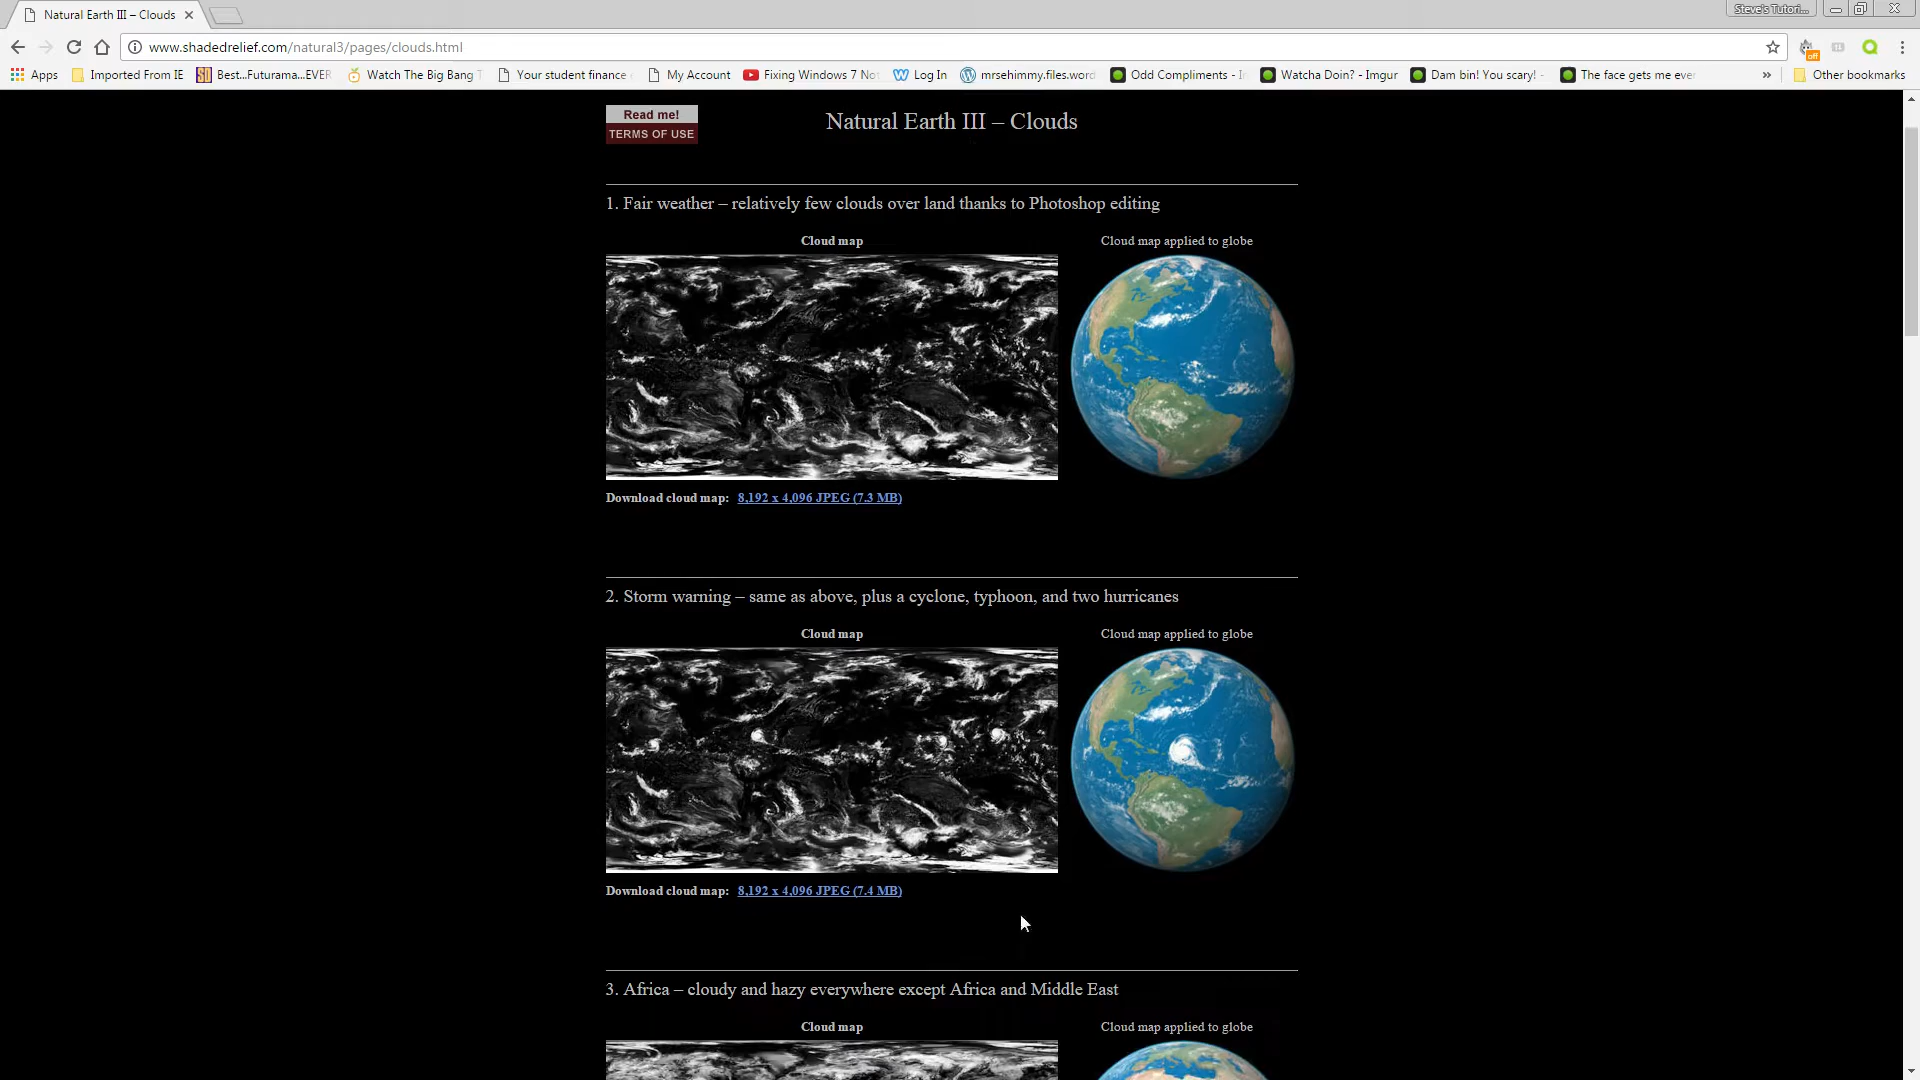 Natural Earth III – Clouds
Steve's Tutori...
www.shadedrelief.com/natural3/pages/clouds.html
Apps
Imported From IE
Best...Futurama...EVER
Watch The Big Bang T
Your student finance
My Account
Fixing Windows 7 No
Log In
mrsehimmy.files.word
Odd Compliments - I
Watcha Doin? - Imgur
Dam bin! You scary! -
The face gets me ever
»
Other bookmarks
off
Read me!
TERMS OF USE
Natural Earth III – Clouds
1. Fair weather – relatively few clouds over land thanks to Photoshop editing
Cloud map
Cloud map applied to globe
Download cloud map: 8,192 x 4,096 JPEG (7.3 MB)
2. Storm warning – same as above, plus a cyclone, typhoon, and two hurricanes
Cloud map
Cloud map applied to globe
Download cloud map: 8,192 x 4,096 JPEG (7.4 MB)
3. Africa – cloudy and hazy everywhere except Africa and Middle East
Cloud map
Cloud map applied to globe